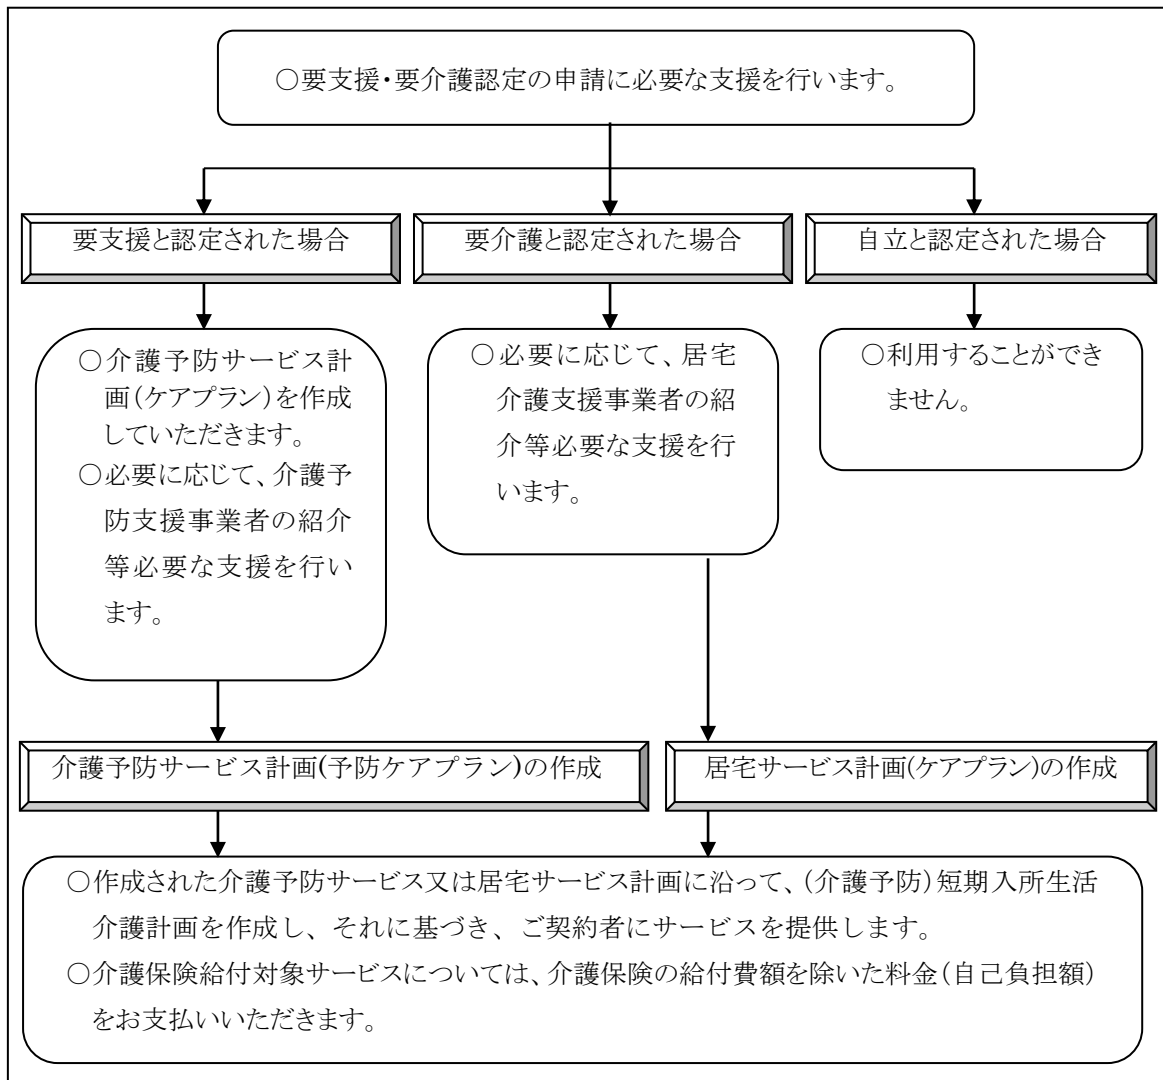 ○要支援・要介護認定の申請に必要な支援を行います。
要支援と認定された場合
要介護と認定された場合
自立と認定された場合
○介護予防サービス計
画(ケアプラン)を作成
していただきます。
○必要に応じて、介護予
防支援事業者の紹介
等必要な支援を行い
ます。
○必要に応じて、居宅
介護支援事業者の紹
介等必要な支援を行
います。
○利用することができ
ません。
介護予防サービス計画(予防ケアプラン)の作成
居宅サービス計画(ケアプラン)の作成
○作成された介護予防サービス又は居宅サービス計画に沿って、(介護予防)短期入所生活
介護計画を作成し、それに基づき、ご契約者にサービスを提供します。
○介護保険給付対象サービスについては、介護保険の給付費額を除いた料金(自己負担額)
をお支払いいただきます。